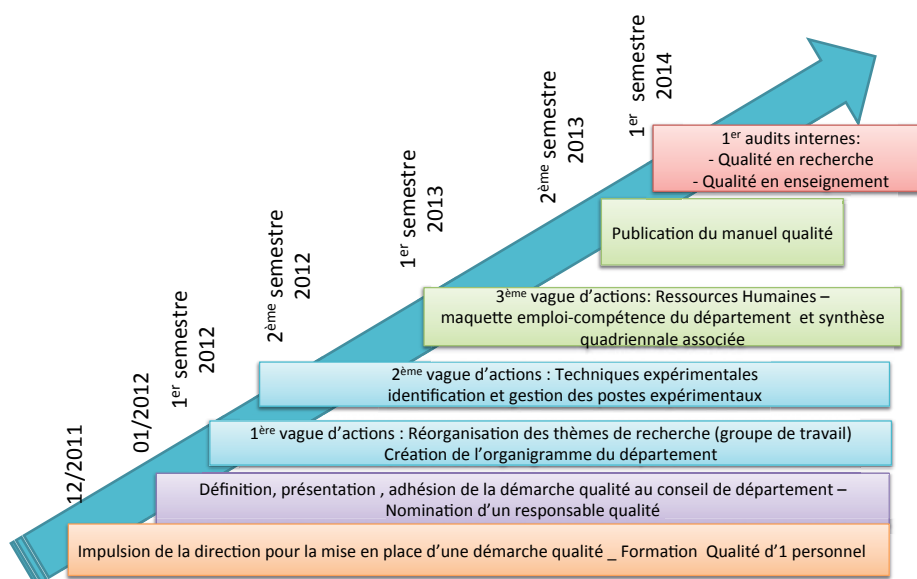 1er semestre
2014
2ème semestre
2013
1er semestre
2013
2ème semestre
2012
1er semestre
2012
01/2012
12/2011
1er audits internes:
- Qualité en recherche
- Qualité en enseignement
Publication du manuel qualité
3ème vague d'actions: Ressources Humaines –
maquette emploi-compétence du département et synthèse
quadriennale associée
2ème vague d'actions : Techniques expérimentales
identification et gestion des postes expérimentaux
1ère vague d'actions : Réorganisation des thèmes de recherche (groupe de travail)
Création de l'organigramme du département
Définition, présentation , adhésion de la démarche qualité au conseil de département –
Nomination d'un responsable qualité
Impulsion de la direction pour la mise en place d'une démarche qualité _ Formation Qualité d'1 personnel